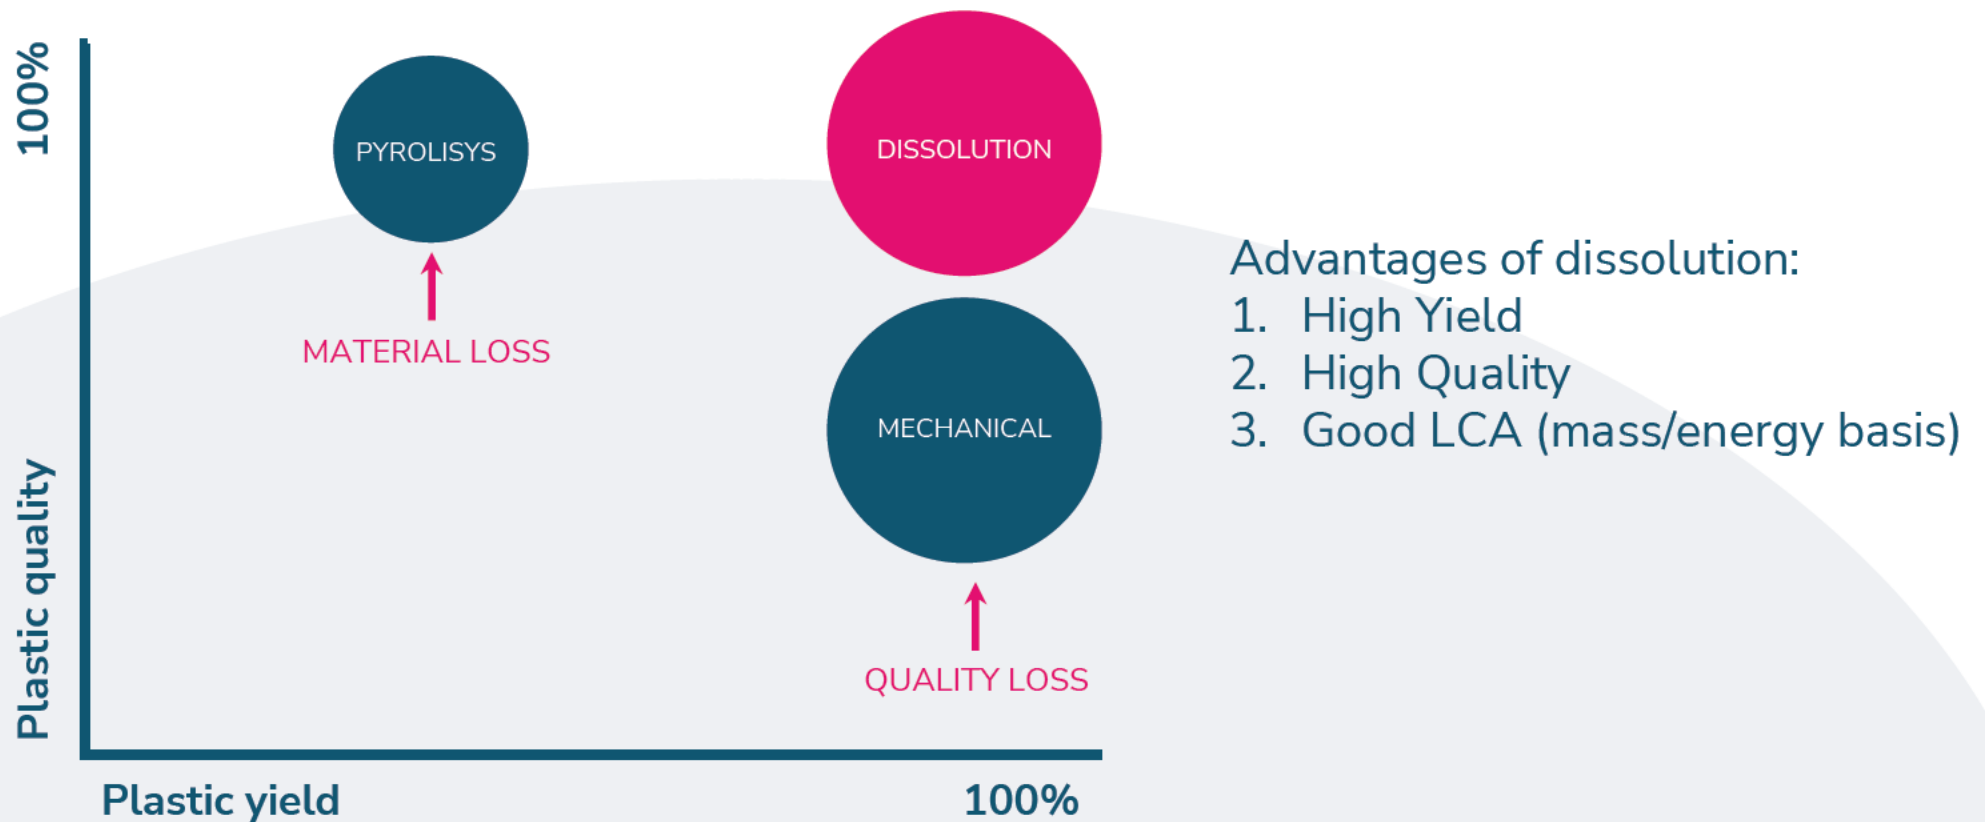 100%
Plastic quality
PYROLISYS
MATERIAL LOSS
DISSOLUTION
MECHANICAL
QUALITY LOSS
Plastic yield
100%
Advantages of dissolution:
1. High Yield
2. High Quality
3. Good LCA (mass/energy basis)